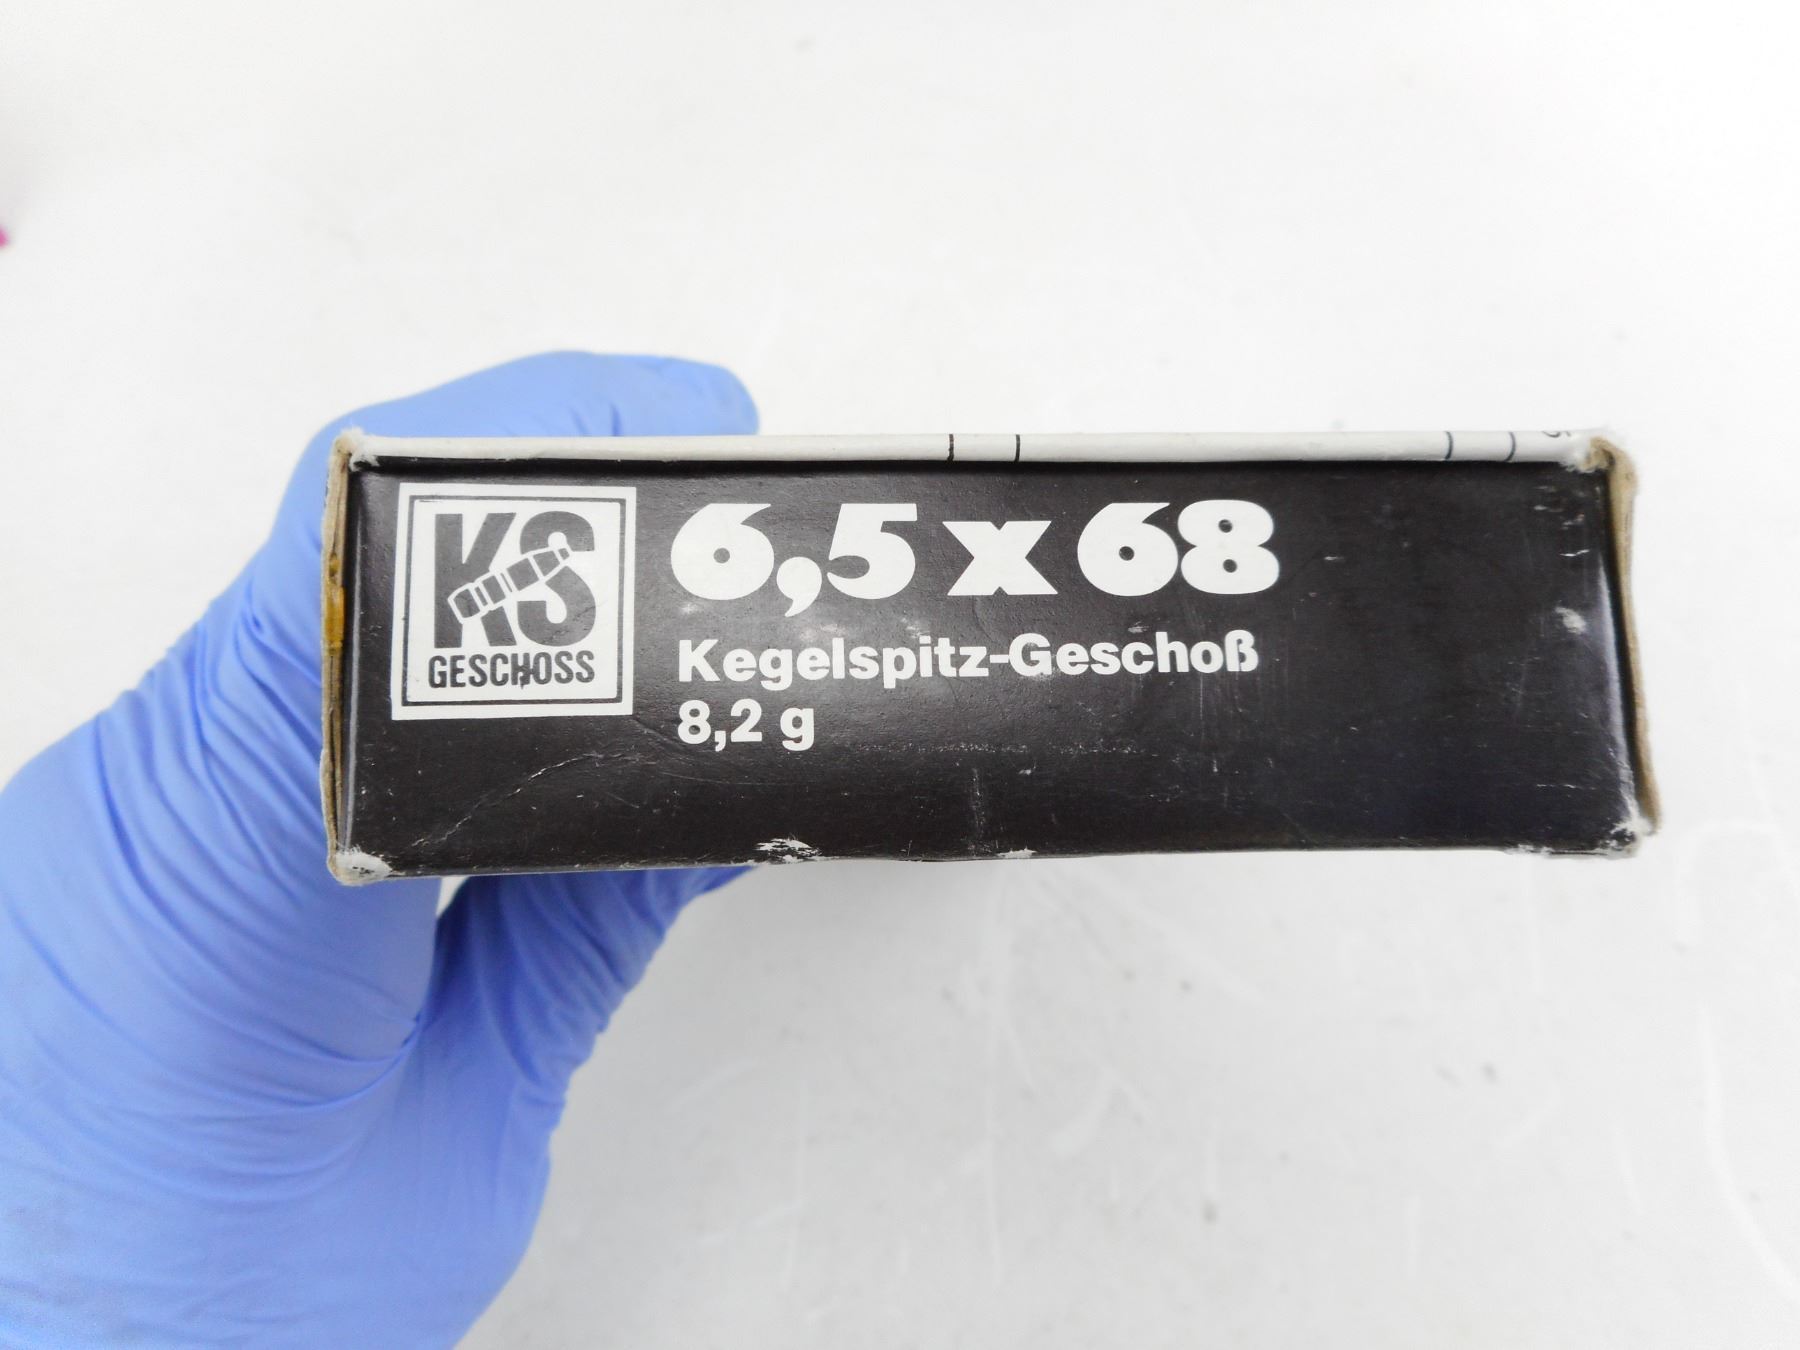 KS
GESCHOSS
6,5 x 68
Kegelspitz-Geschoß
8,2 g